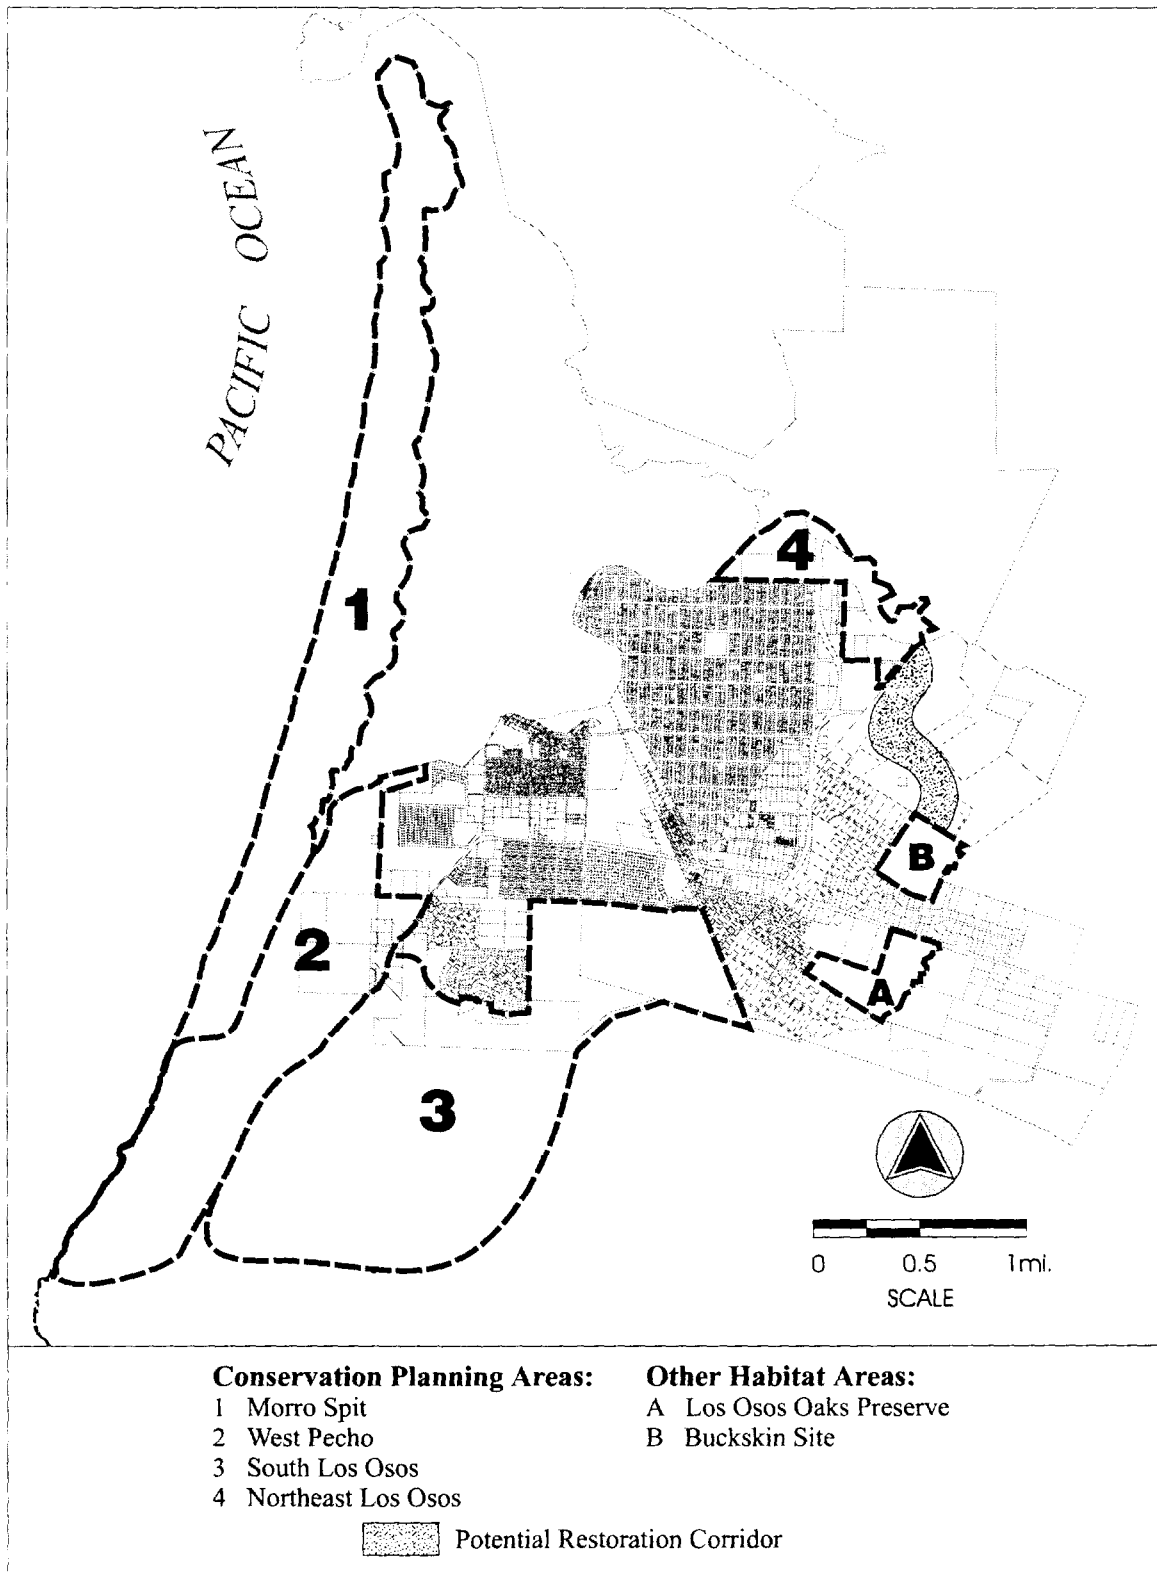 PACIFIC OCEAN
1
4
B
2
A
3
0 0.5 1mi.
SCALE
Conservation Planning Areas:
1 Morro Spit
2 West Pecho
3 South Los Osos
4 Northeast Los Osos
Other Habitat Areas:
A Los Osos Oaks Preserve
B Buckskin Site
Potential Restoration Corridor